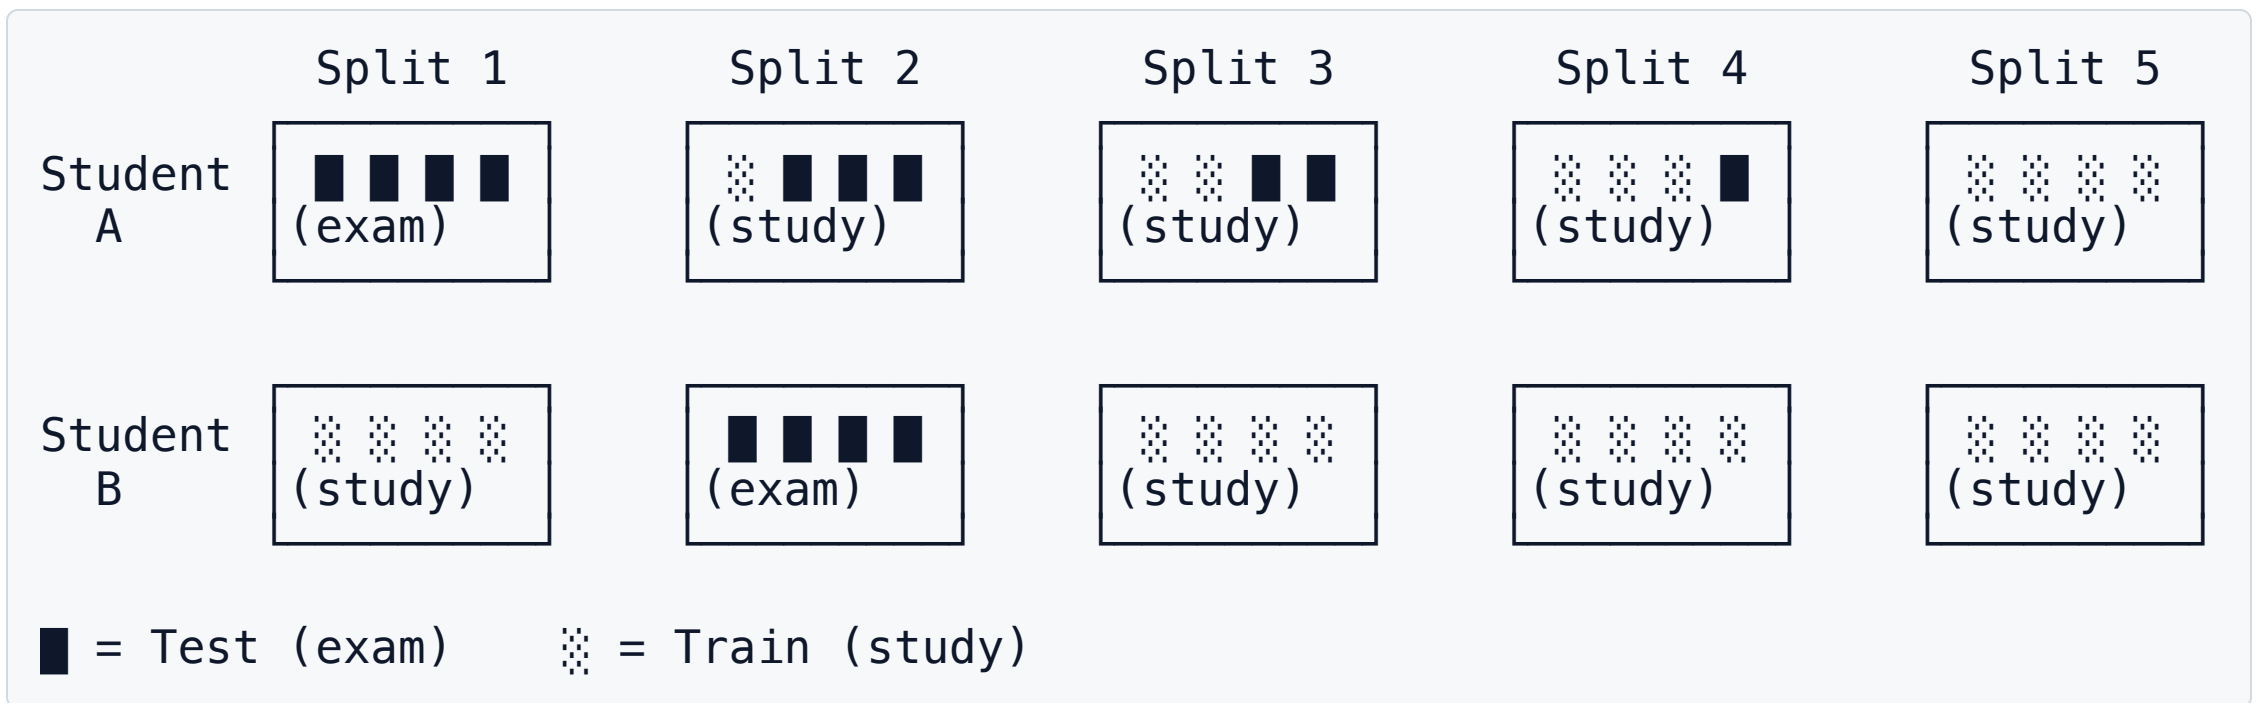 Split 1 Split 2 Split 3 Split 4 Split 5
Student █ █ █ █ ░ █ █ █ ░ ░ █ █ ░ ░ ░ █ ░ ░ ░ ░
A (exam) (study) (study) (study) (study)
Student ░ ░ ░ ░ █ █ █ █ ░ ░ ░ ░ ░ ░ ░ ░ ░ ░ ░ ░
B (study) (exam) (study) (study) (study)
█ = Test (exam) ░ = Train (study)